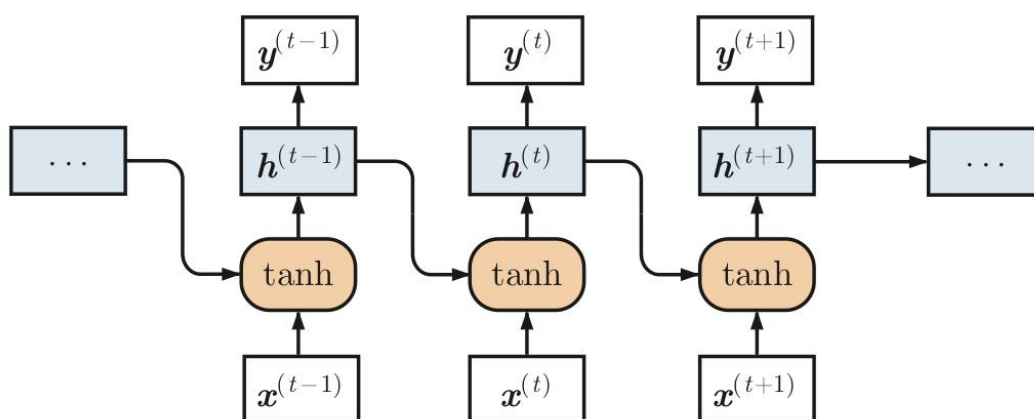 y^(t−1) y^(t) y^(t+1)
··· h^(t−1) h^(t) h^(t+1) ···
tanh tanh tanh
x^(t−1) x^(t) x^(t+1)